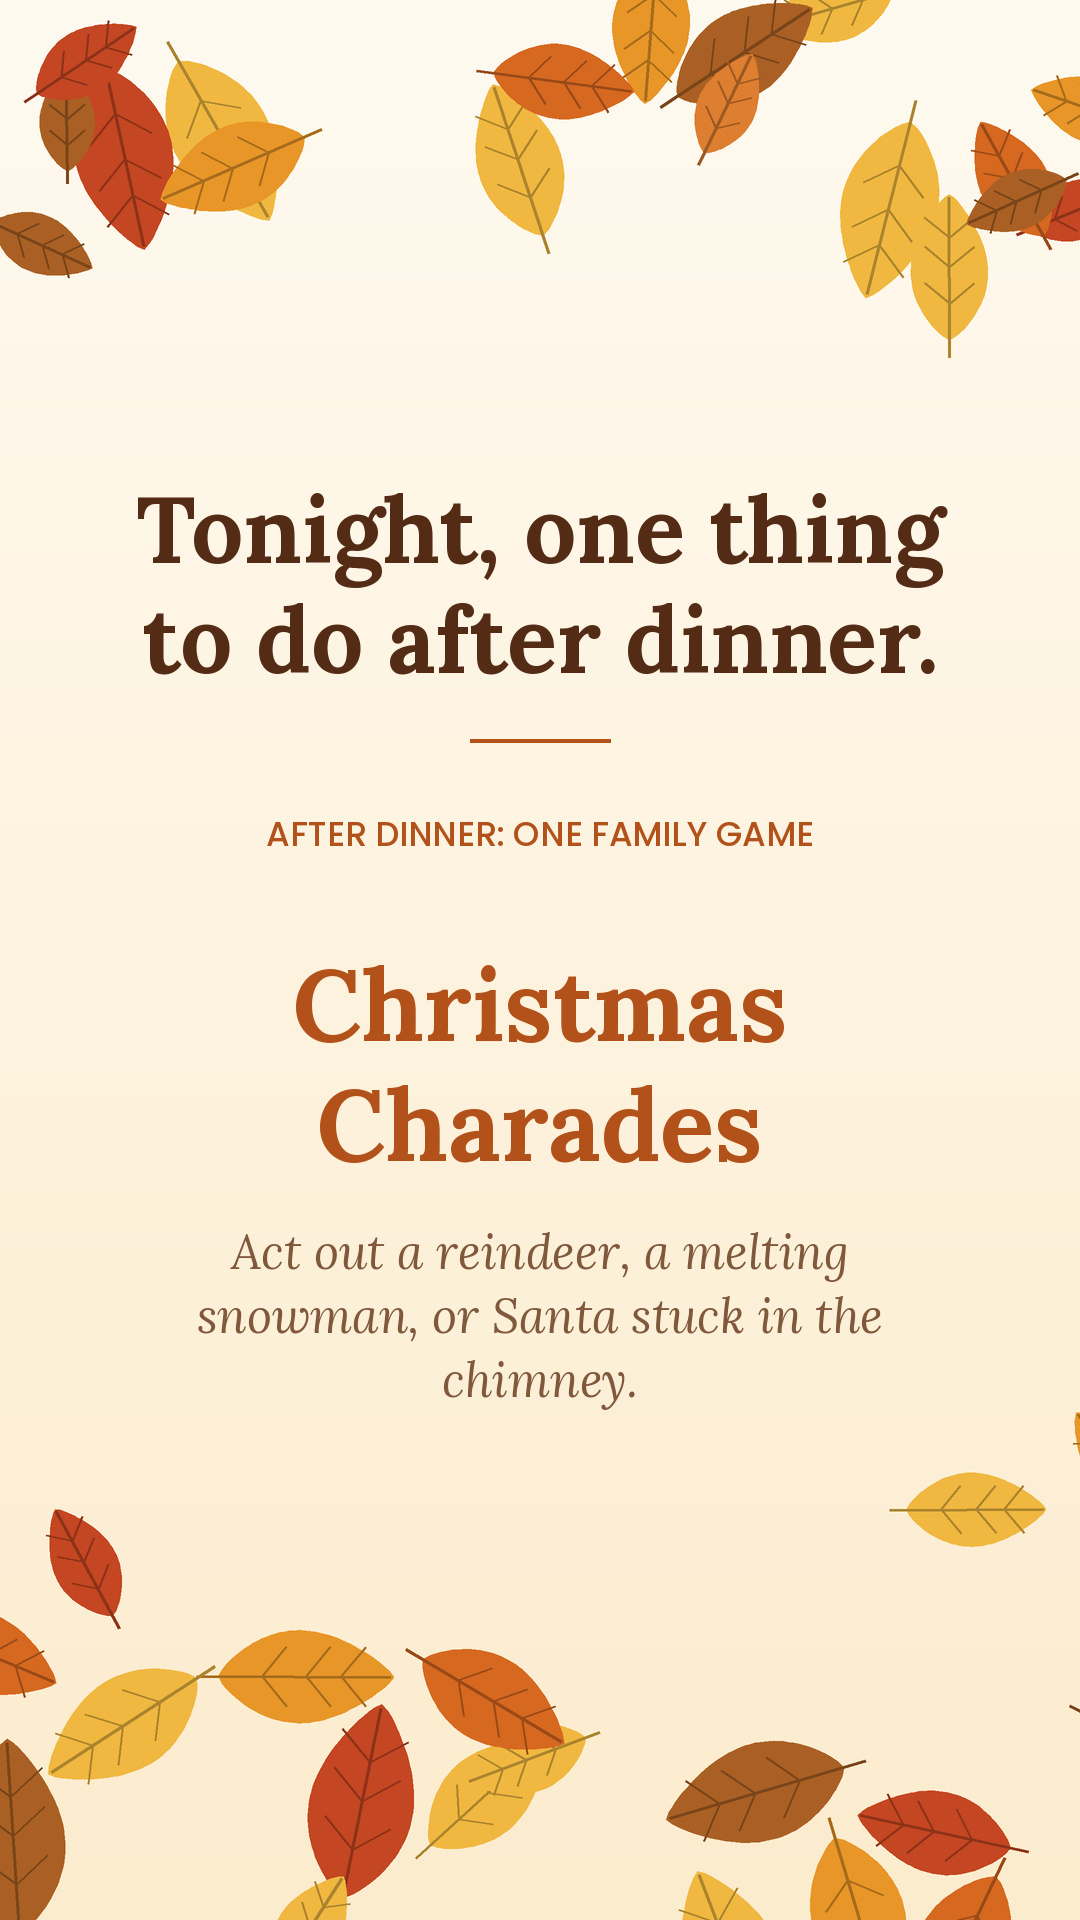 Tonight, one thing
to do after dinner.
AFTER DINNER: ONE FAMILY GAME
Christmas
Charades
Act out a reindeer, a melting
snowman, or Santa stuck in the
chimney.